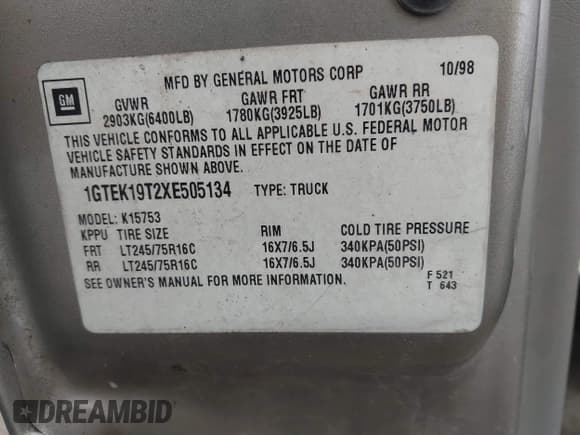 MFD BY GENERAL MOTORS CORP 10/98
GM
GVWR GAWR FRT GAWR RR
2903KG(6400LB) 1780KG(3925LB) 1701KG(3750LB)
THIS VEHICLE CONFORMS TO ALL APPLICABLE U.S. FEDERAL MOTOR
VEHICLE SAFETY STANDARDS IN EFFECT ON THE DATE OF
MANUFACTURE SHOWN ABOVE.
1GTEK19T2XE505134 TYPE: TRUCK
MODEL: K15753
KPPU TIRE SIZE RIM COLD TIRE PRESSURE
FRT LT245/75R16C 16X7/6.5J 340KPA(50PSI)
RR LT245/75R16C 16X7/6.5J 340KPA(50PSI)
SEE OWNER'S MANUAL FOR MORE INFORMATION.
F 521
T 643
DREAMBID